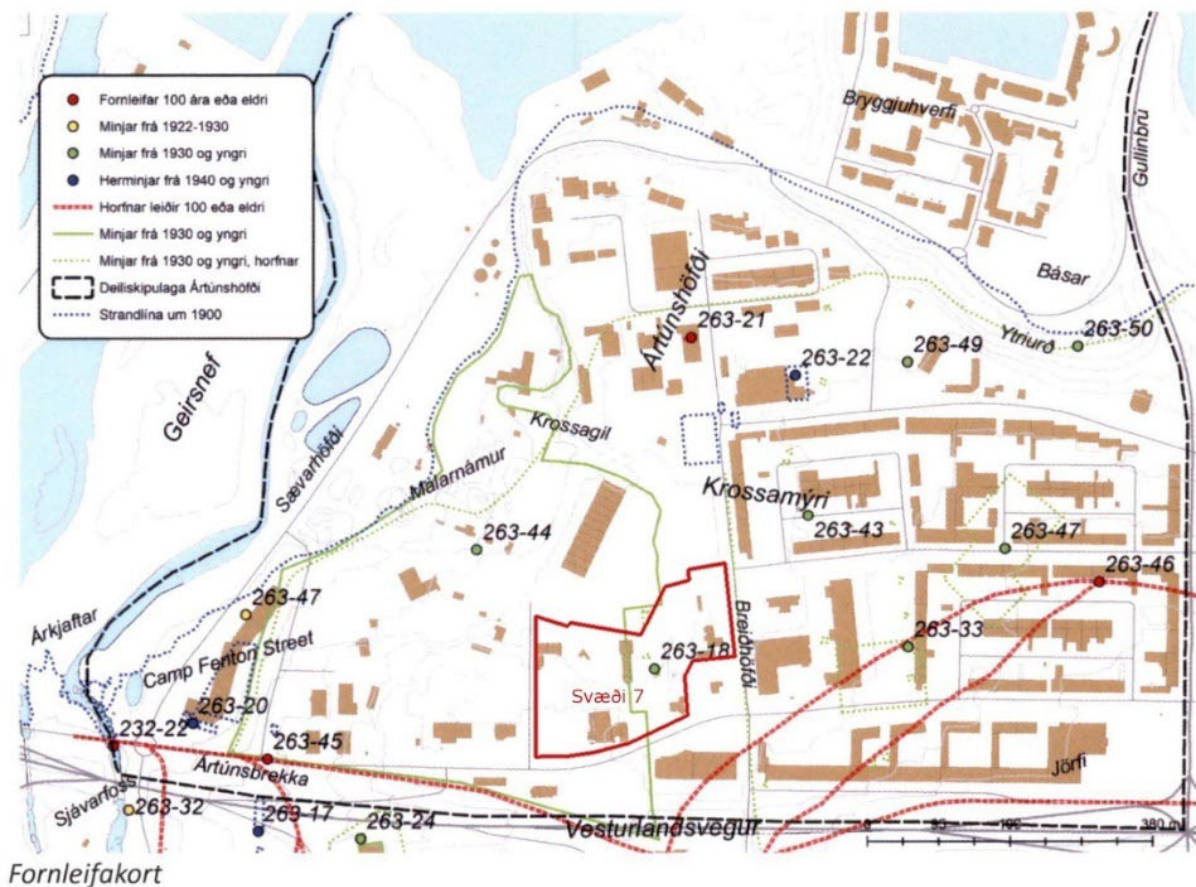 Fornleifar 100 ára eða eldri
Minjar frá 1922-1930
Minjar frá 1930 og yngri
Herminjar frá 1940 og yngri
Horfnar leiðir 100 eða eldri
Minjar frá 1930 og yngri
Minjar frá 1930 og yngri, horfnar
Deiliskipulaga Ártúnshöfði
Strandlína um 1900
Bryggjuhverfi
Gullinbru
Básar
Ártúnshöfði
263-21
263-50
Ytriurð
263-49
263-22
Geirsnef
Krossagil
Sævarhöfði
Malarnámur
Krossamýri
263-43
263-44
263-47
263-46
263-47
Árkjaftar
Camp Fenton Street
Breiðhöfði
263-33
263-18
Svæði 7
263-20
232-22
263-45
Ártúnsbrekka
Jörfi
Sjávarfoss
263-32
263-17
263-24
Vesturlandsvegur
0 95 190 380 m
Fornleifakort